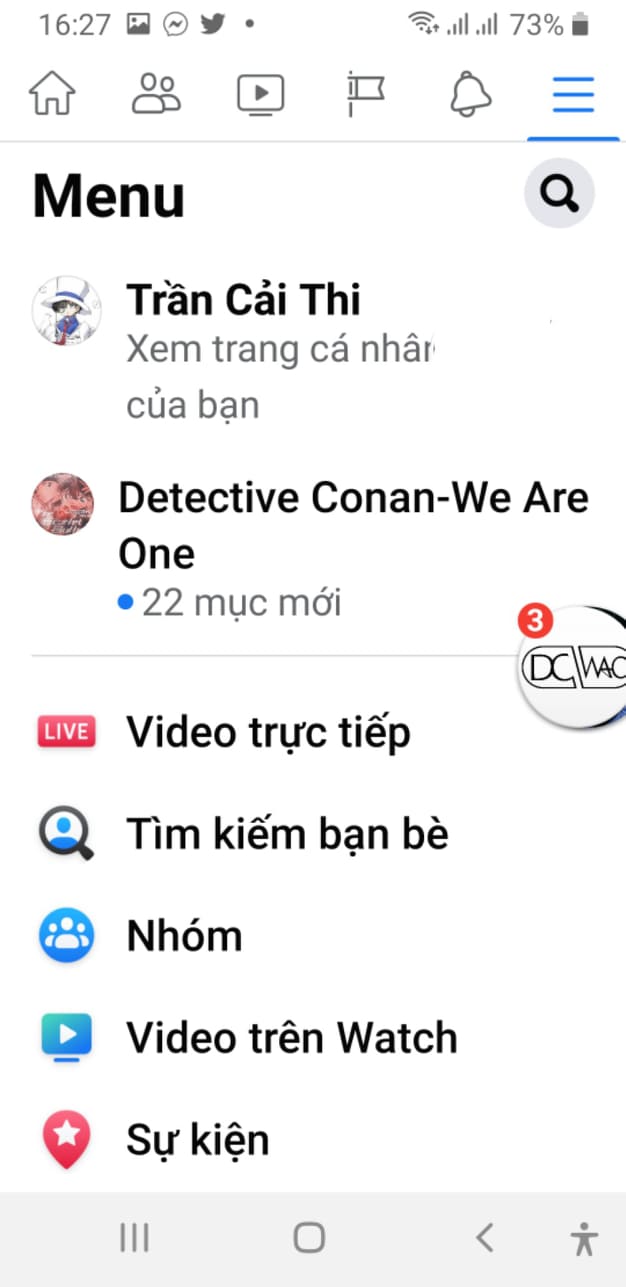 16:27 73%
Menu
Trần Cải Thi
Xem trang cá nhân
của bạn
Detective Conan-We Are
One
22 mục mới
3
DC WAO
LIVE Video trực tiếp
Tìm kiếm bạn bè
Nhóm
Video trên Watch
Sự kiện